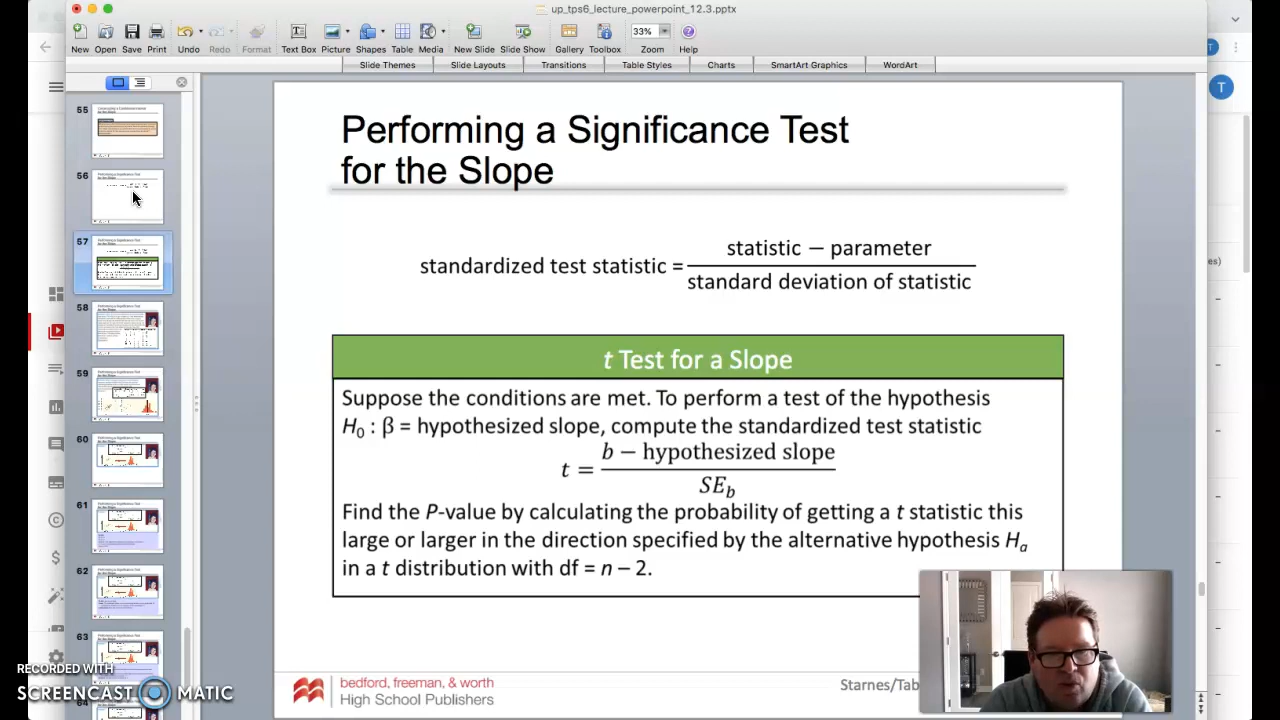 up_tps6_lecture_powerpoint_12.3.pptx
33%
New Open Save Print Undo Redo Format Text Box Picture Shapes Table Media New Slide Slide Show Gallery Toolbox Zoom Help
Slide Themes Slide Layouts Transitions Table Styles Charts SmartArt Graphics WordArt
T
T
55
56
57
58
59
60
61
62
63
64
Performing a Significance Test
for the Slope
standardized test statistic = statistic − parameter
standard deviation of statistic
t Test for a Slope
Suppose the conditions are met. To perform a test of the hypothesis
H0 : β = hypothesized slope, compute the standardized test statistic
t = b − hypothesized slope
SEb
Find the P-value by calculating the probability of getting a t statistic this
large or larger in the direction specified by the alternative hypothesis Ha
in a t distribution with df = n − 2.
bedford, freeman, & worth
High School Publishers
Starnes/Tab
RECORDED WITH
SCREENCAST MATIC